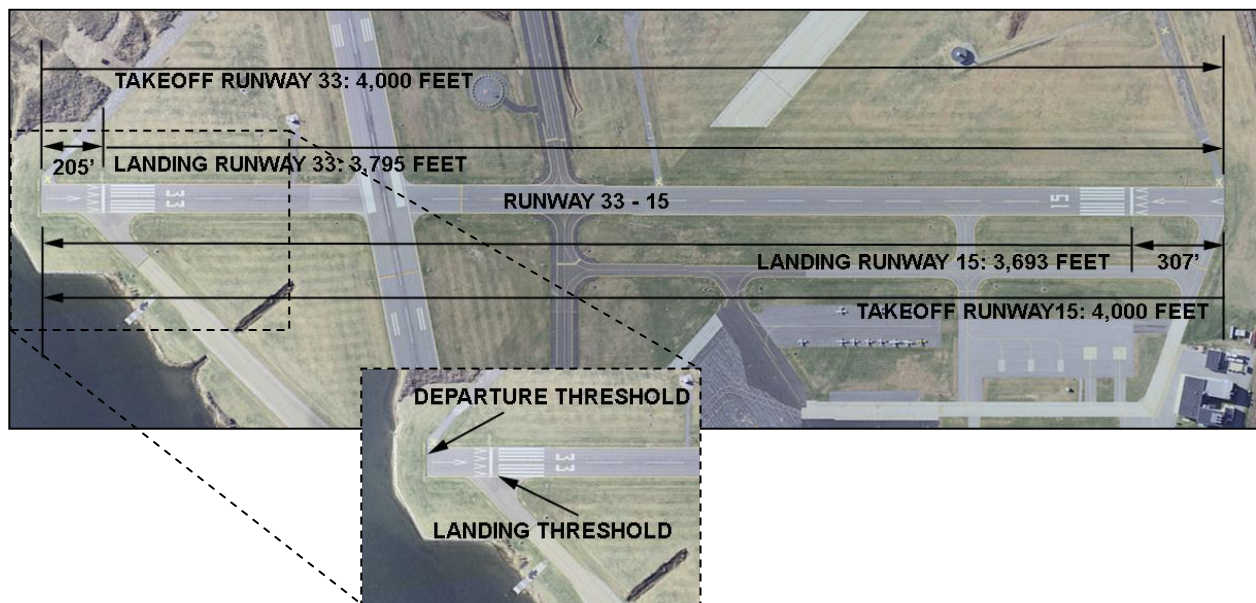 TAKEOFF RUNWAY 33: 4,000 FEET
205'
LANDING RUNWAY 33: 3,795 FEET
33
RUNWAY 33 - 15
15
LANDING RUNWAY 15: 3,693 FEET
307'
TAKEOFF RUNWAY15: 4,000 FEET
DEPARTURE THRESHOLD
33
LANDING THRESHOLD